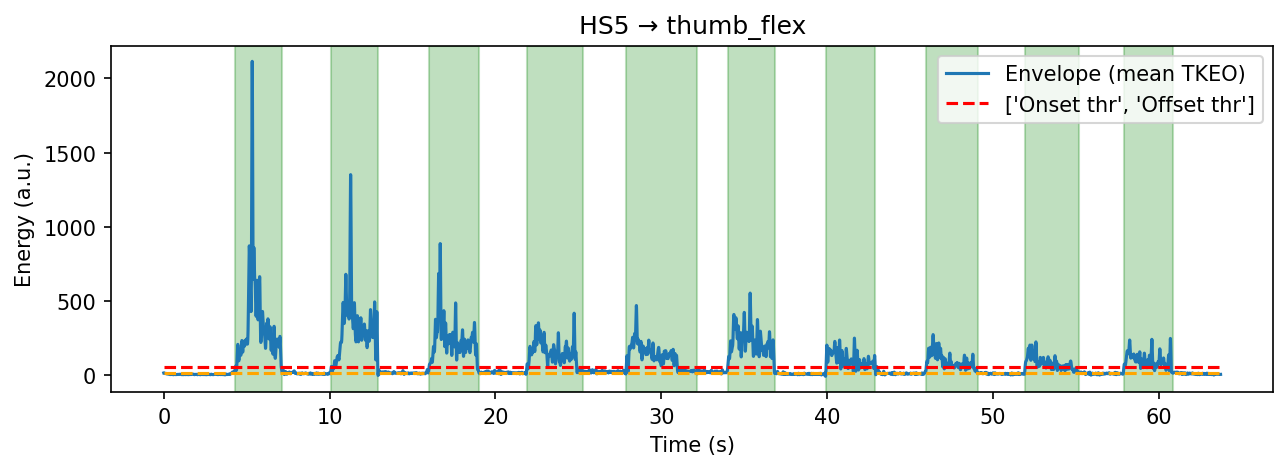 HS5 → thumb_flex
Energy (a.u.)
2000
1500
1000
500
0
Envelope (mean TKEO)
['Onset thr', 'Offset thr']
0 10 20 30 40 50 60
Time (s)